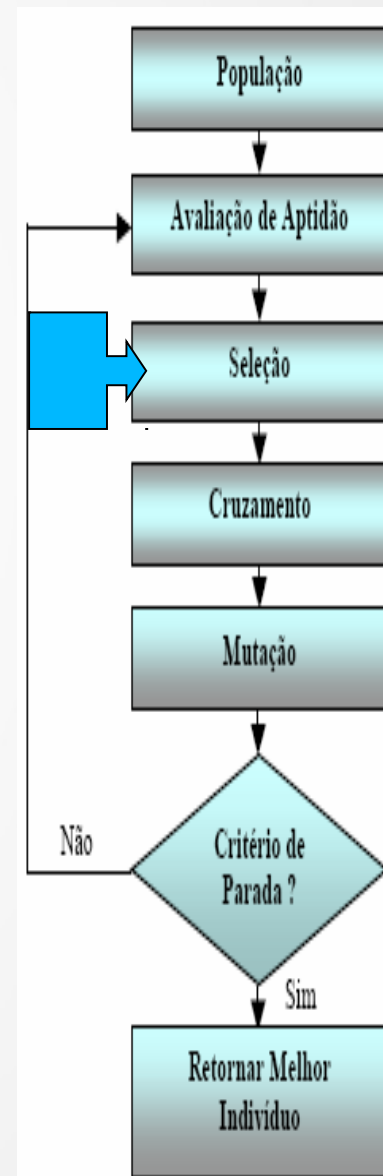 População
Avaliação de Aptidão
Seleção
Cruzamento
Mutação
Não
Critério de
Parada ?
Sim
Retornar Melhor
Indivíduo